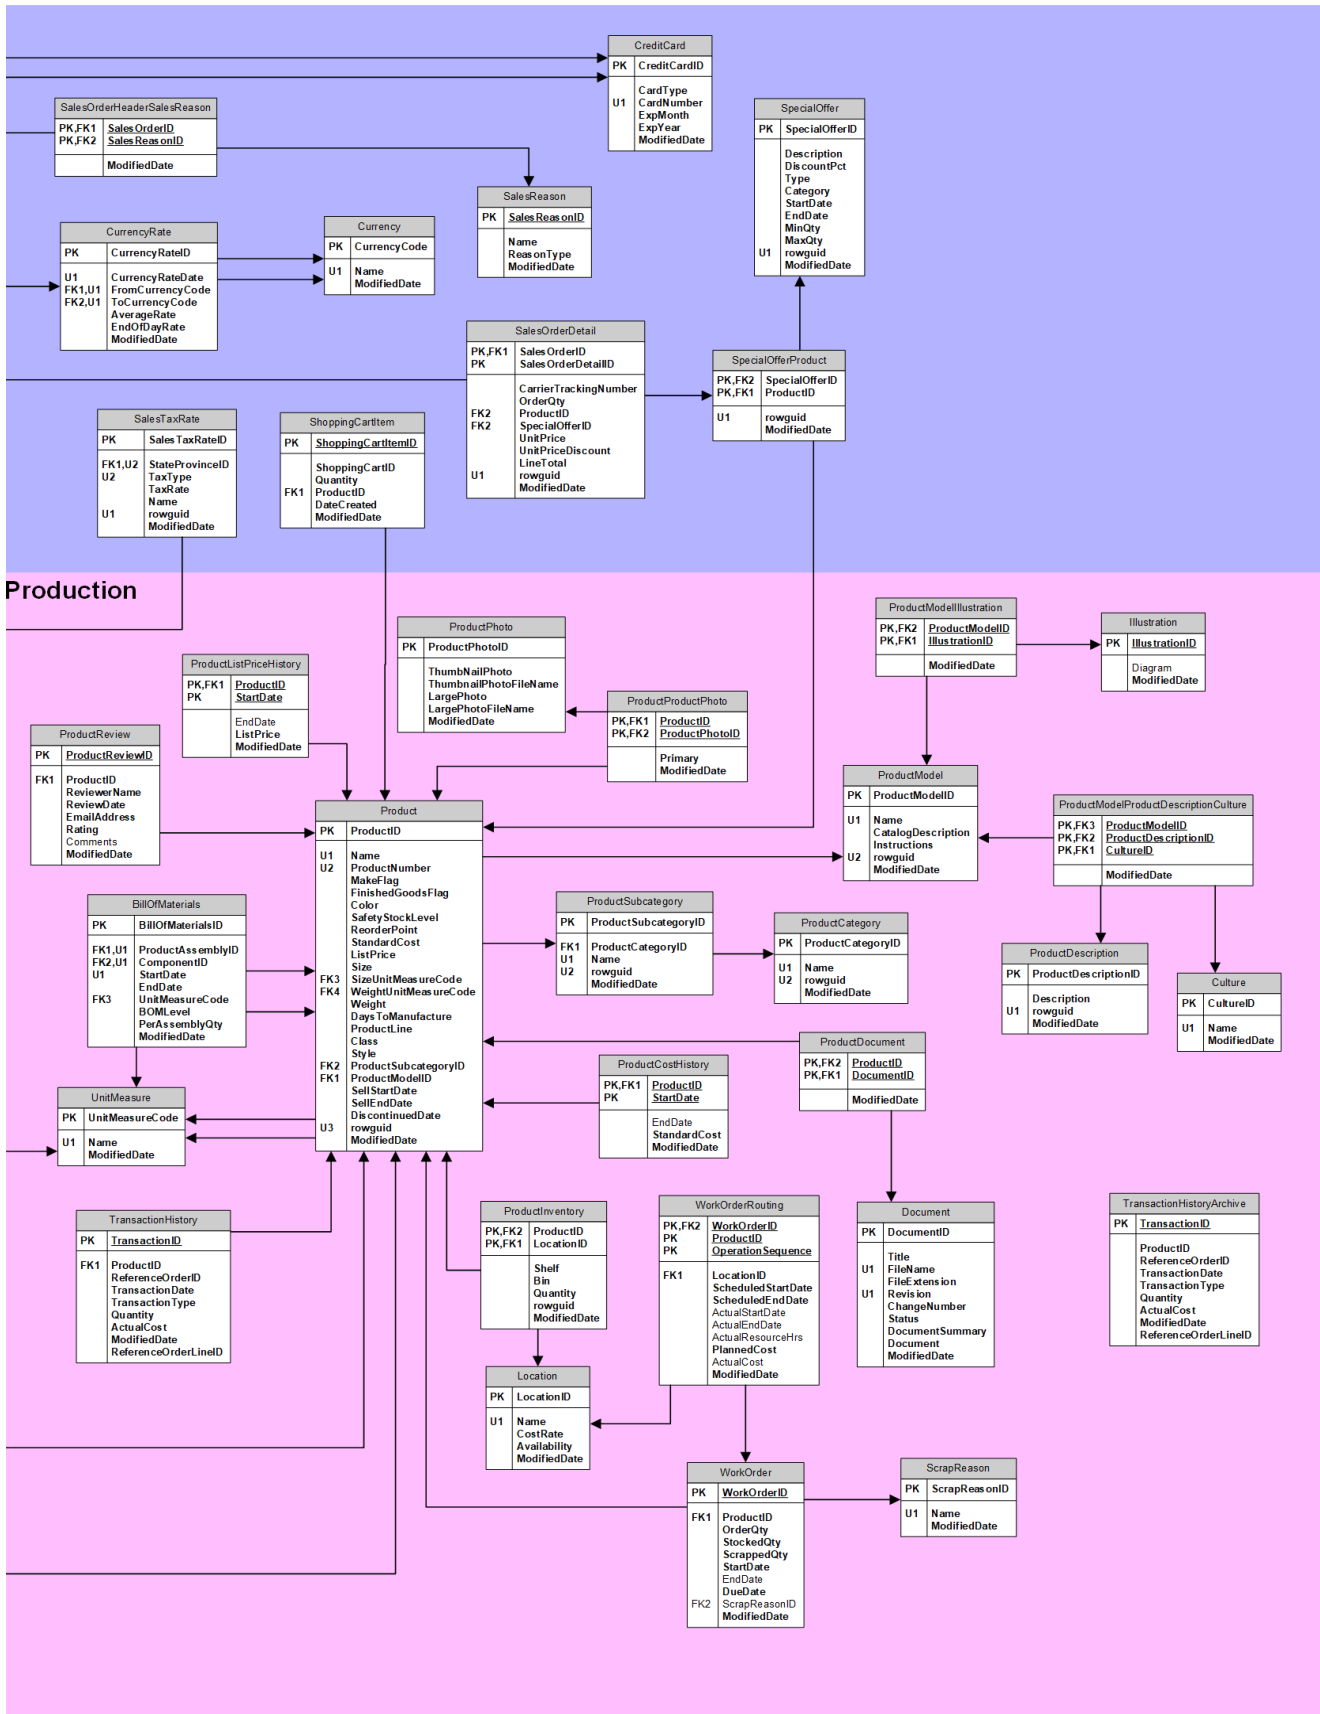 CreditCard
PK CreditCardID
CardType
U1 CardNumber
ExpMonth
ExpYear
ModifiedDate
SalesOrderHeaderSalesReason
PK,FK1 SalesOrderID
PK,FK2 SalesReasonID
ModifiedDate
SpecialOffer
PK SpecialOfferID
Description
DiscountPct
Type
Category
StartDate
EndDate
MinQty
MaxQty
U1 rowguid
ModifiedDate
SalesReason
PK SalesReasonID
Name
ReasonType
ModifiedDate
CurrencyRate
PK CurrencyRateID
U1 CurrencyRateDate
FK1,U1 FromCurrencyCode
FK2,U1 ToCurrencyCode
AverageRate
EndOfDayRate
ModifiedDate
Currency
PK CurrencyCode
U1 Name
ModifiedDate
SalesOrderDetail
PK,FK1 SalesOrderID
PK SalesOrderDetailID
CarrierTrackingNumber
OrderQty
FK2 ProductID
FK2 SpecialOfferID
UnitPrice
UnitPriceDiscount
LineTotal
U1 rowguid
ModifiedDate
SpecialOfferProduct
PK,FK2 SpecialOfferID
PK,FK1 ProductID
U1 rowguid
ModifiedDate
SalesTaxRate
PK SalesTaxRateID
FK1,U2 StateProvinceID
U2 TaxType
TaxRate
Name
U1 rowguid
ModifiedDate
ShoppingCartItem
PK ShoppingCartItemID
ShoppingCartID
Quantity
FK1 ProductID
DateCreated
ModifiedDate
Production
ProductModelIllustration
PK,FK2 ProductModelID
PK,FK1 IllustrationID
ModifiedDate
Illustration
PK IllustrationID
Diagram
ModifiedDate
ProductPhoto
PK ProductPhotoID
ThumbNailPhoto
ThumbnailPhotoFileName
LargePhoto
LargePhotoFileName
ModifiedDate
ProductListPriceHistory
PK,FK1 ProductID
PK StartDate
EndDate
ListPrice
ModifiedDate
ProductProductPhoto
PK,FK1 ProductID
PK,FK2 ProductPhotoID
Primary
ModifiedDate
ProductReview
PK ProductReviewID
FK1 ProductID
ReviewerName
ReviewDate
EmailAddress
Rating
Comments
ModifiedDate
ProductModel
PK ProductModelID
U1 Name
CatalogDescription
Instructions
U2 rowguid
ModifiedDate
ProductModelProductDescriptionCulture
PK,FK3 ProductModelID
PK,FK2 ProductDescriptionID
PK,FK1 CultureID
ModifiedDate
Product
PK ProductID
U1 Name
U2 ProductNumber
MakeFlag
FinishedGoodsFlag
Color
SafetyStockLevel
ReorderPoint
StandardCost
ListPrice
Size
FK3 SizeUnitMeasureCode
FK4 WeightUnitMeasureCode
Weight
DaysToManufacture
ProductLine
Class
Style
FK2 ProductSubcategoryID
FK1 ProductModelID
SellStartDate
SellEndDate
DiscontinuedDate
U3 rowguid
ModifiedDate
BillOfMaterials
PK BillOfMaterialsID
FK1,U1 ProductAssemblyID
FK2,U1 ComponentID
U1 StartDate
EndDate
FK3 UnitMeasureCode
BOMLevel
PerAssemblyQty
ModifiedDate
ProductSubcategory
PK ProductSubcategoryID
FK1 ProductCategoryID
U1 Name
U2 rowguid
ModifiedDate
ProductCategory
PK ProductCategoryID
U1 Name
U2 rowguid
ModifiedDate
ProductDescription
PK ProductDescriptionID
Description
U1 rowguid
ModifiedDate
Culture
PK CultureID
U1 Name
ModifiedDate
ProductDocument
PK,FK2 ProductID
PK,FK1 DocumentID
ModifiedDate
ProductCostHistory
PK,FK1 ProductID
PK StartDate
EndDate
StandardCost
ModifiedDate
UnitMeasure
PK UnitMeasureCode
U1 Name
ModifiedDate
TransactionHistory
PK TransactionID
FK1 ProductID
ReferenceOrderID
TransactionDate
TransactionType
Quantity
ActualCost
ModifiedDate
ReferenceOrderLineID
ProductInventory
PK,FK2 ProductID
PK,FK1 LocationID
Shelf
Bin
Quantity
rowguid
ModifiedDate
WorkOrderRouting
PK,FK2 WorkOrderID
PK ProductID
PK OperationSequence
FK1 LocationID
ScheduledStartDate
ScheduledEndDate
ActualStartDate
ActualEndDate
ActualResourceHrs
PlannedCost
ActualCost
ModifiedDate
Document
PK DocumentID
Title
U1 FileName
FileExtension
U1 Revision
ChangeNumber
Status
DocumentSummary
Document
ModifiedDate
TransactionHistoryArchive
PK TransactionID
ProductID
ReferenceOrderID
TransactionDate
TransactionType
Quantity
ActualCost
ModifiedDate
ReferenceOrderLineID
Location
PK LocationID
U1 Name
CostRate
Availability
ModifiedDate
WorkOrder
PK WorkOrderID
FK1 ProductID
OrderQty
StockedQty
ScrappedQty
StartDate
EndDate
DueDate
FK2 ScrapReasonID
ModifiedDate
ScrapReason
PK ScrapReasonID
U1 Name
ModifiedDate